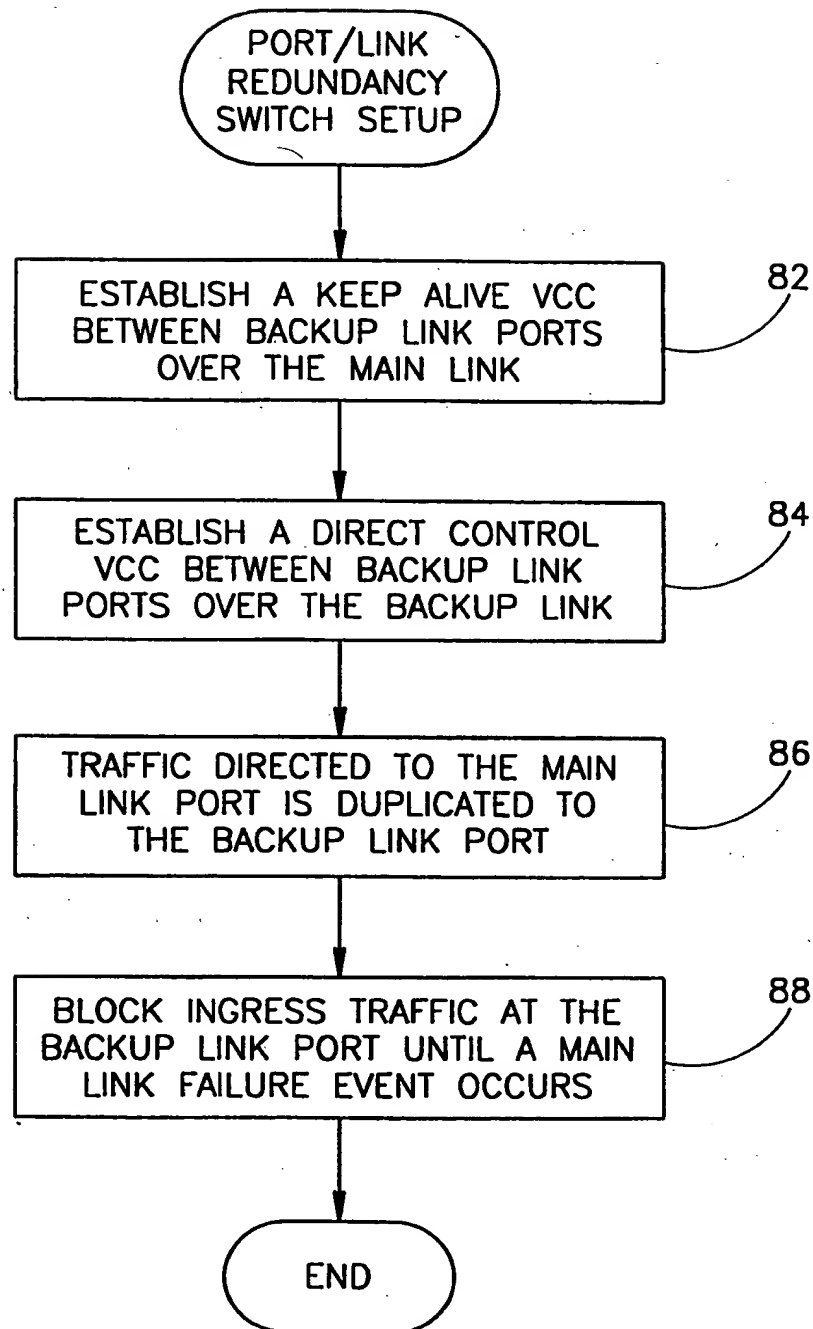 PORT/LINK
REDUNDANCY
SWITCH SETUP
82
ESTABLISH A KEEP ALIVE VCC
BETWEEN BACKUP LINK PORTS
OVER THE MAIN LINK
84
ESTABLISH A DIRECT CONTROL
VCC BETWEEN BACKUP LINK
PORTS OVER THE BACKUP LINK
86
TRAFFIC DIRECTED TO THE MAIN
LINK PORT IS DUPLICATED TO
THE BACKUP LINK PORT
88
BLOCK INGRESS TRAFFIC AT THE
BACKUP LINK PORT UNTIL A MAIN
LINK FAILURE EVENT OCCURS
END